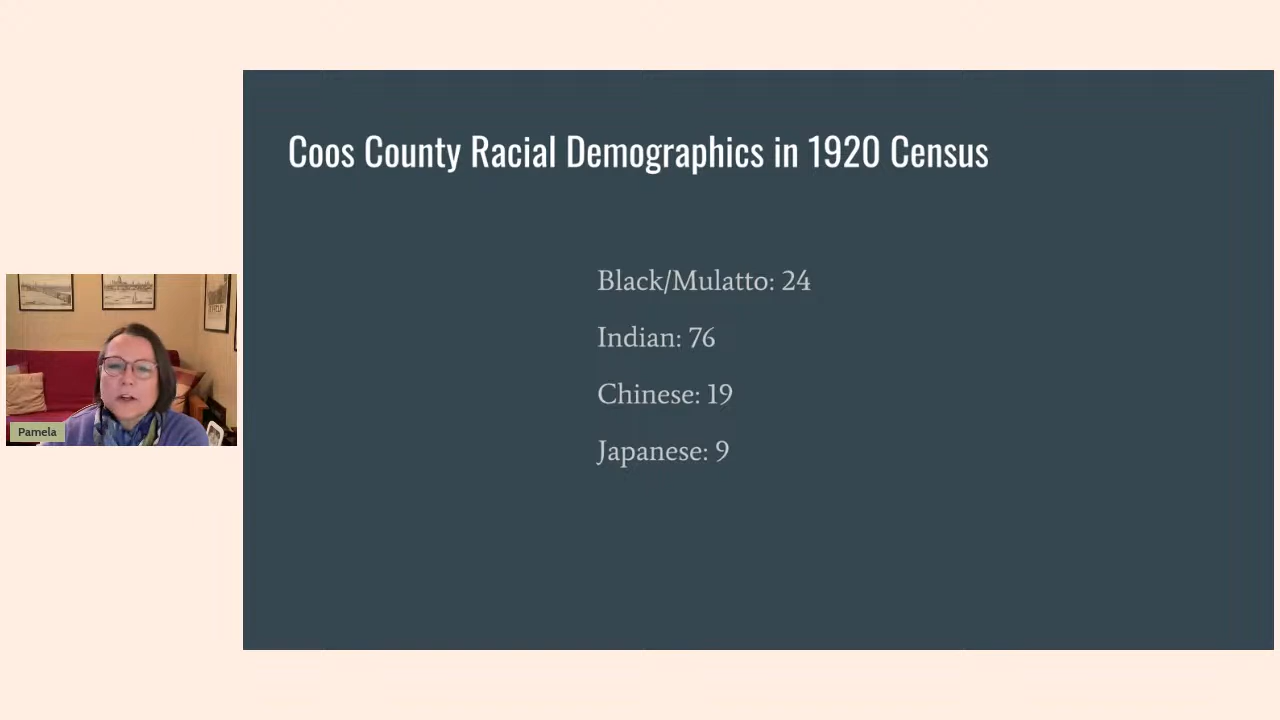 Coos County Racial Demographics in 1920 Census
Black/Mulatto: 24
Indian: 76
Chinese: 19
Japanese: 9
Pamela